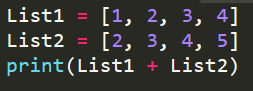 List1 = [1, 2, 3, 4]
List2 = [2, 3, 4, 5]
print(List1 + List2)